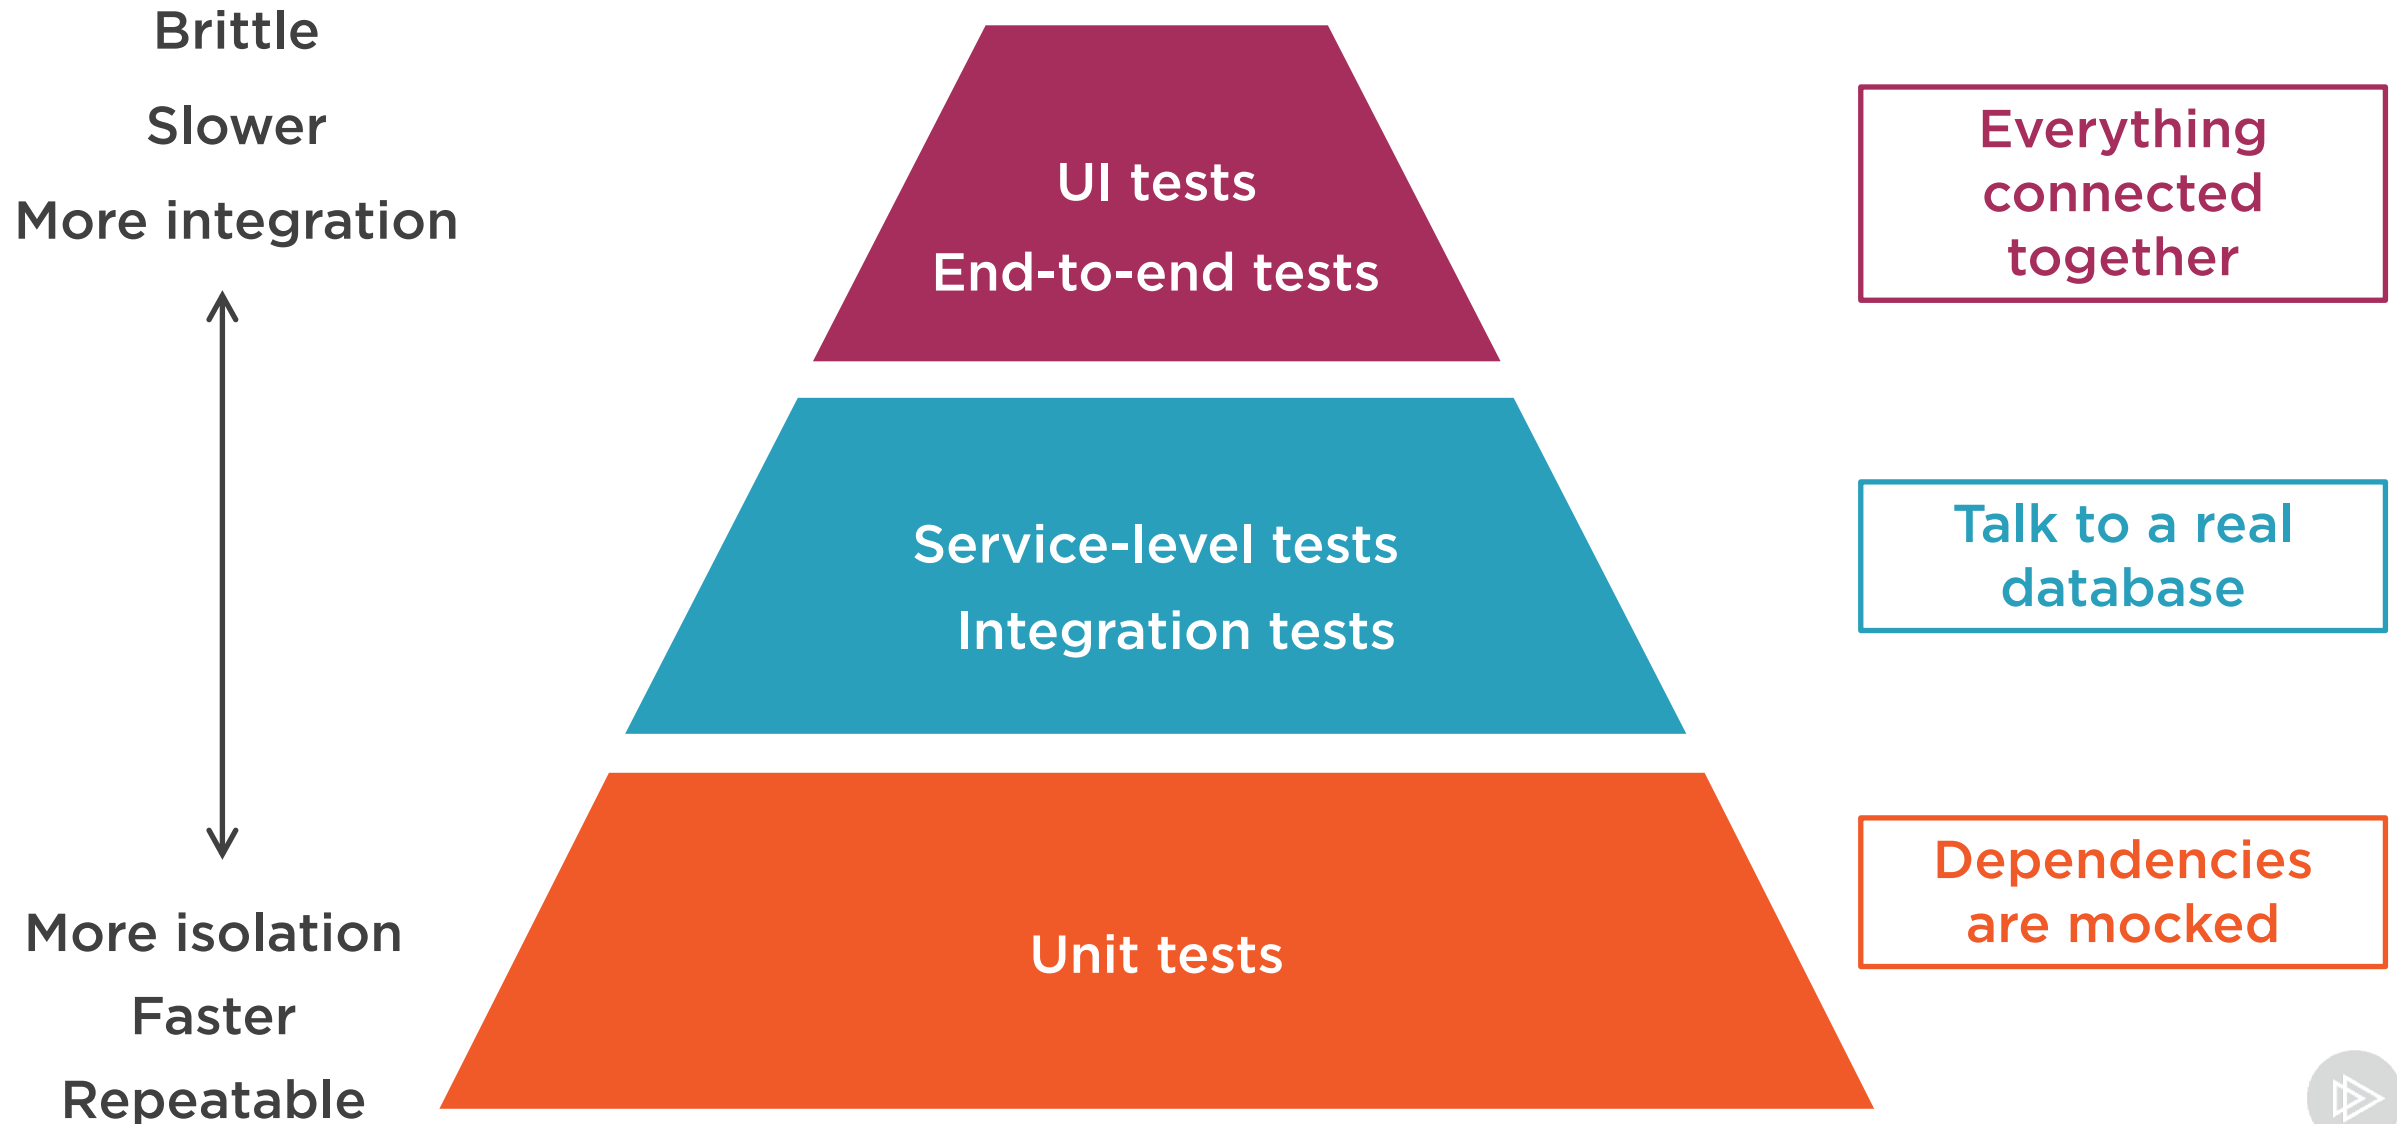 Brittle
Slower
More integration
More isolation
Faster
Repeatable
UI tests
End-to-end tests
Service-level tests
Integration tests
Unit tests
Everything
connected
together
Talk to a real
database
Dependencies
are mocked